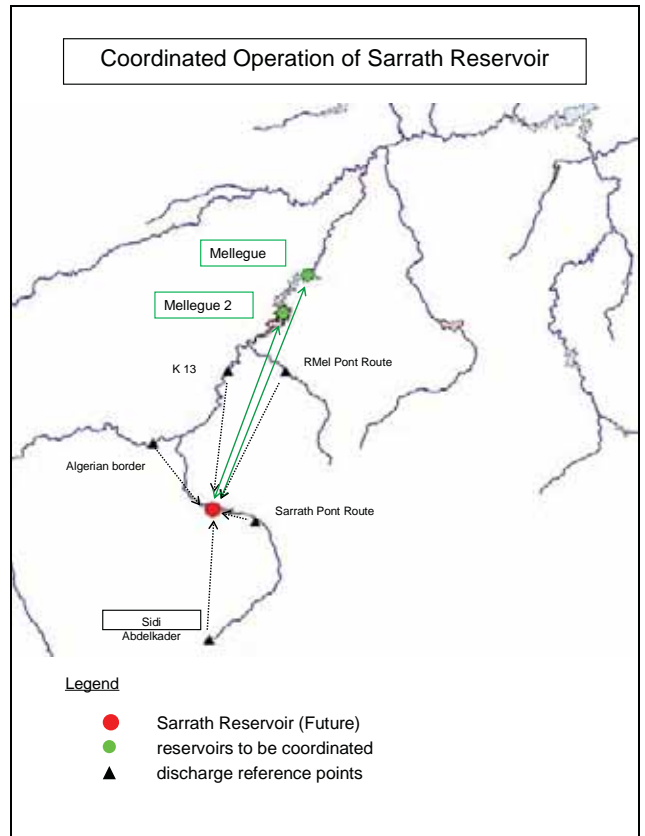 Coordinated Operation of Sarrath Reservoir
Mellegue
Mellegue 2
K 13
RMel Pont Route
Algerian border
Sarrath Pont Route
Sidi
Abdelkader
Legend
Sarrath Reservoir (Future)
reservoirs to be coordinated
discharge reference points